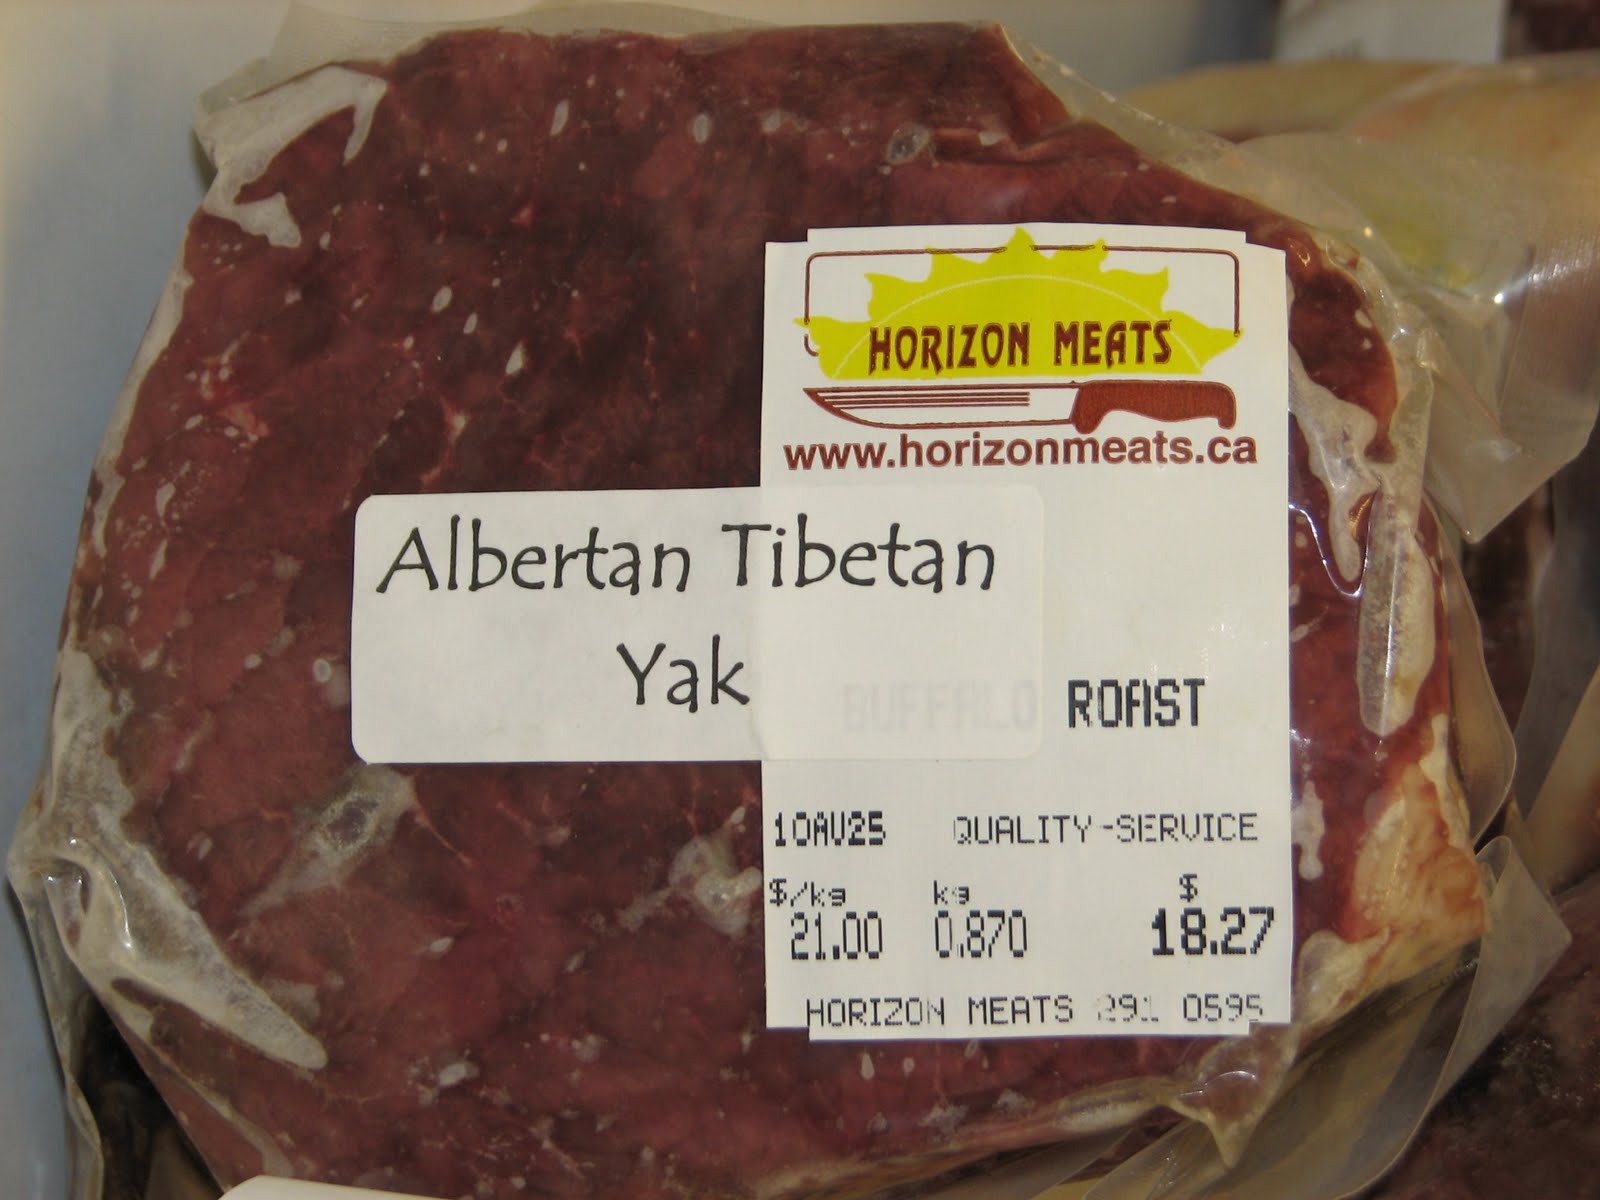 HORIZON MEATS
www.horizonmeats.ca
Albertan Tibetan
Yak
BUFFALO ROAST
10AU25 QUALITY-SERVICE
$/kg kg $
21.00 0.870 18.27
HORIZON MEATS 291 0595